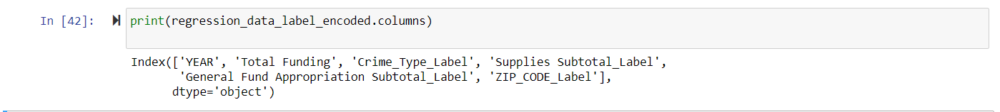 In [42]: print(regression_data_label_encoded.columns)
Index(['YEAR', 'Total Funding', 'Crime_Type_Label', 'Supplies Subtotal_Label',
'General Fund Appropriation Subtotal_Label', 'ZIP_CODE_Label'],
dtype='object')